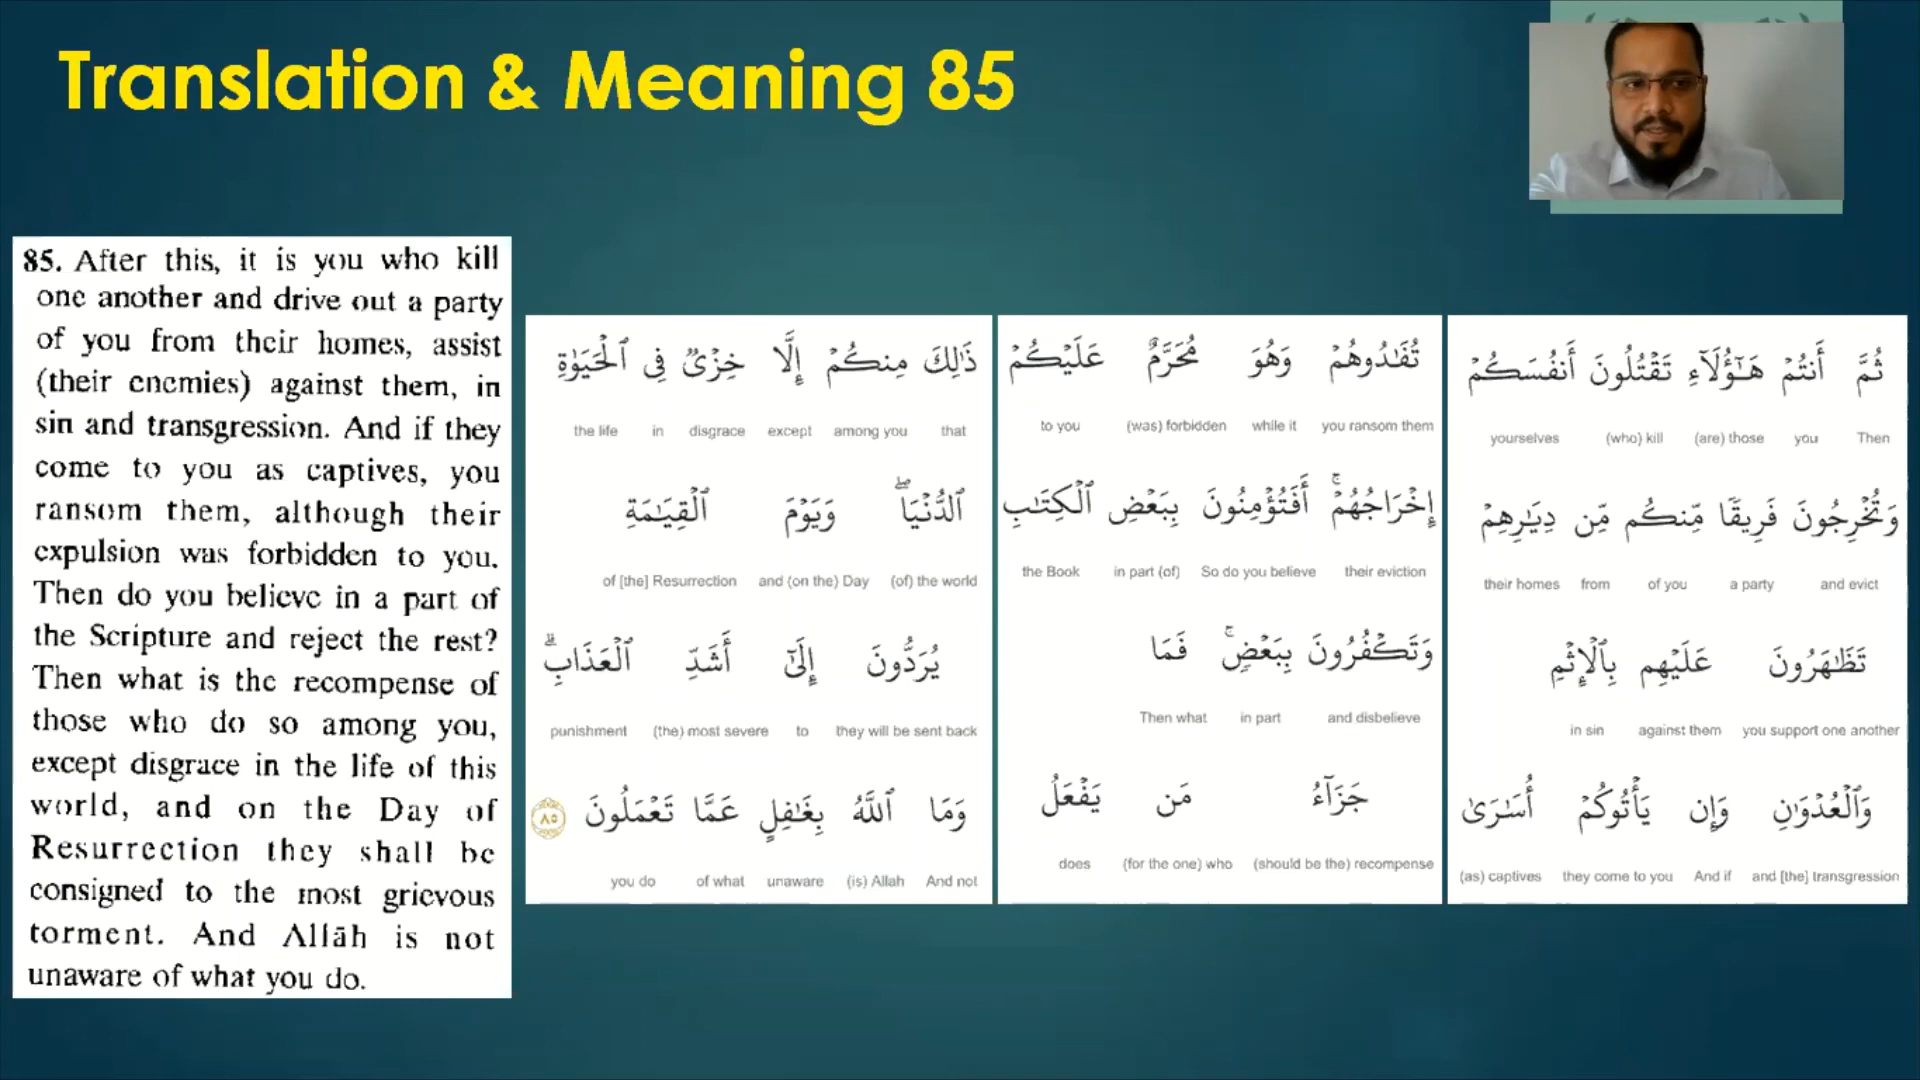 Translation & Meaning 85
85. After this, it is you who kill
one another and drive out a party
of you from their homes, assist
(their enemies) against them, in
sin and transgression. And if they
come to you as captives, you
ransom them, although their
expulsion was forbidden to you.
Then do you believe in a part of
the Scripture and reject the rest?
Then what is the recompense of
those who do so among you,
except disgrace in the life of this
world, and on the Day of
Resurrection they shall be
consigned to the most grievous
torment. And Allāh is not
unaware of what you do.
ثُمَّ أَنتُمْ هَـٰٓؤُلَآءِ تَقْتُلُونَ أَنفُسَكُمْ
yourselves (who) kill (are) those you Then
وَتُخْرِجُونَ فَرِيقًا مِّنكُم مِّن دِيَـٰرِهِمْ
their homes from of you a party and evict
تَظَـٰهَرُونَ عَلَيْهِم بِٱلْإِثْمِ
in sin against them you support one another
وَٱلْعُدْوَٰنِ وَإِن يَأْتُوكُمْ أُسَـٰرَىٰ
(as) captives they come to you And if and [the] transgression
تُفَـٰدُوهُمْ وَهُوَ مُحَرَّمٌ عَلَيْكُمْ
to you (was) forbidden while it you ransom them
إِخْرَاجُهُمْ ۚ أَفَتُؤْمِنُونَ بِبَعْضِ ٱلْكِتَـٰبِ
the Book in part (of) So do you believe their eviction
وَتَكْفُرُونَ بِبَعْضٍ ۚ فَمَا
Then what in part and disbelieve
جَزَآءُ مَن يَفْعَلُ
does (for the one) who (should be the) recompense
ذَٰلِكَ مِنكُمْ إِلَّا خِزْىٌ فِى ٱلْحَيَوٰةِ
the life in disgrace except among you that
ٱلدُّنْيَا ۖ وَيَوْمَ ٱلْقِيَـٰمَةِ
of [the] Resurrection and (on the) Day (of) the world
يُرَدُّونَ إِلَىٰٓ أَشَدِّ ٱلْعَذَابِ ۗ
punishment (the) most severe to they will be sent back
وَمَا ٱللَّهُ بِغَـٰفِلٍ عَمَّا تَعْمَلُونَ ٨٥
you do of what unaware (is) Allah And not